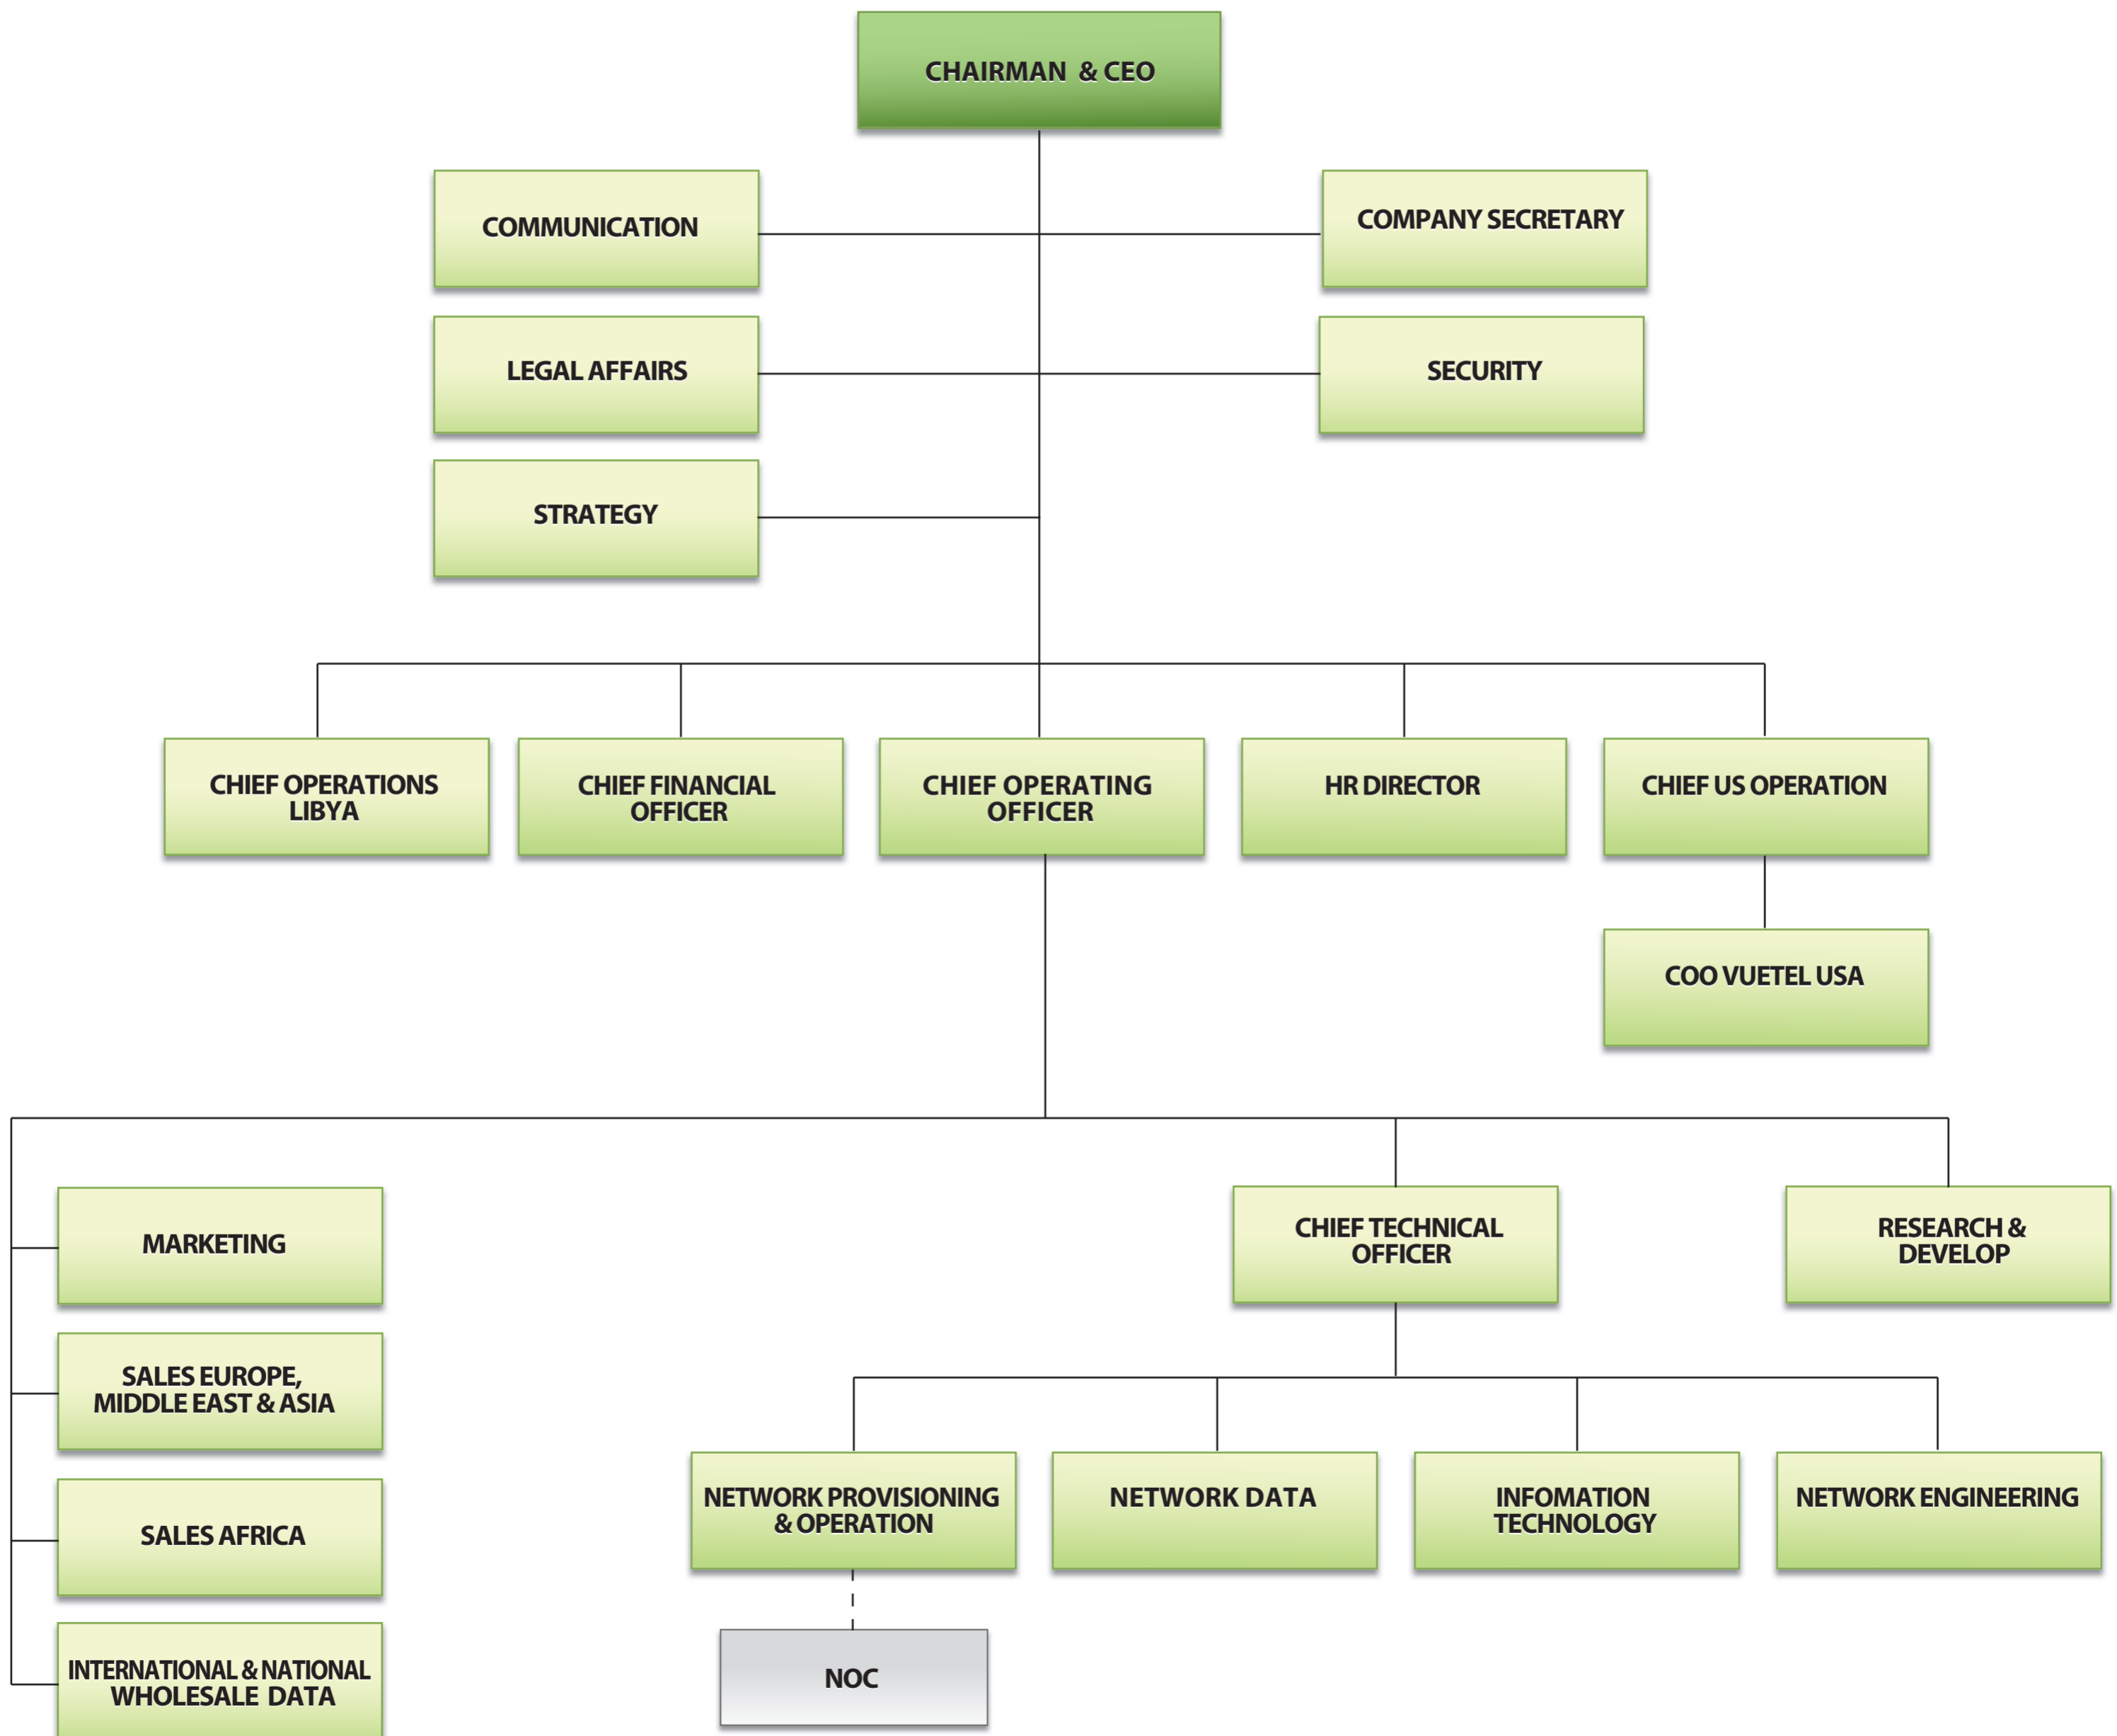 CHAIRMAN & CEO
COMMUNICATION
COMPANY SECRETARY
LEGAL AFFAIRS
SECURITY
STRATEGY
CHIEF OPERATIONS
LIBYA
CHIEF FINANCIAL
OFFICER
CHIEF OPERATING
OFFICER
HR DIRECTOR
CHIEF US OPERATION
COO VUETEL USA
MARKETING
SALES EUROPE,
MIDDLE EAST & ASIA
SALES AFRICA
INTERNATIONAL & NATIONAL
WHOLESALE DATA
CHIEF TECHNICAL
OFFICER
RESEARCH &
DEVELOP
NETWORK PROVISIONING
& OPERATION
NETWORK DATA
INFOMATION
TECHNOLOGY
NETWORK ENGINEERING
NOC